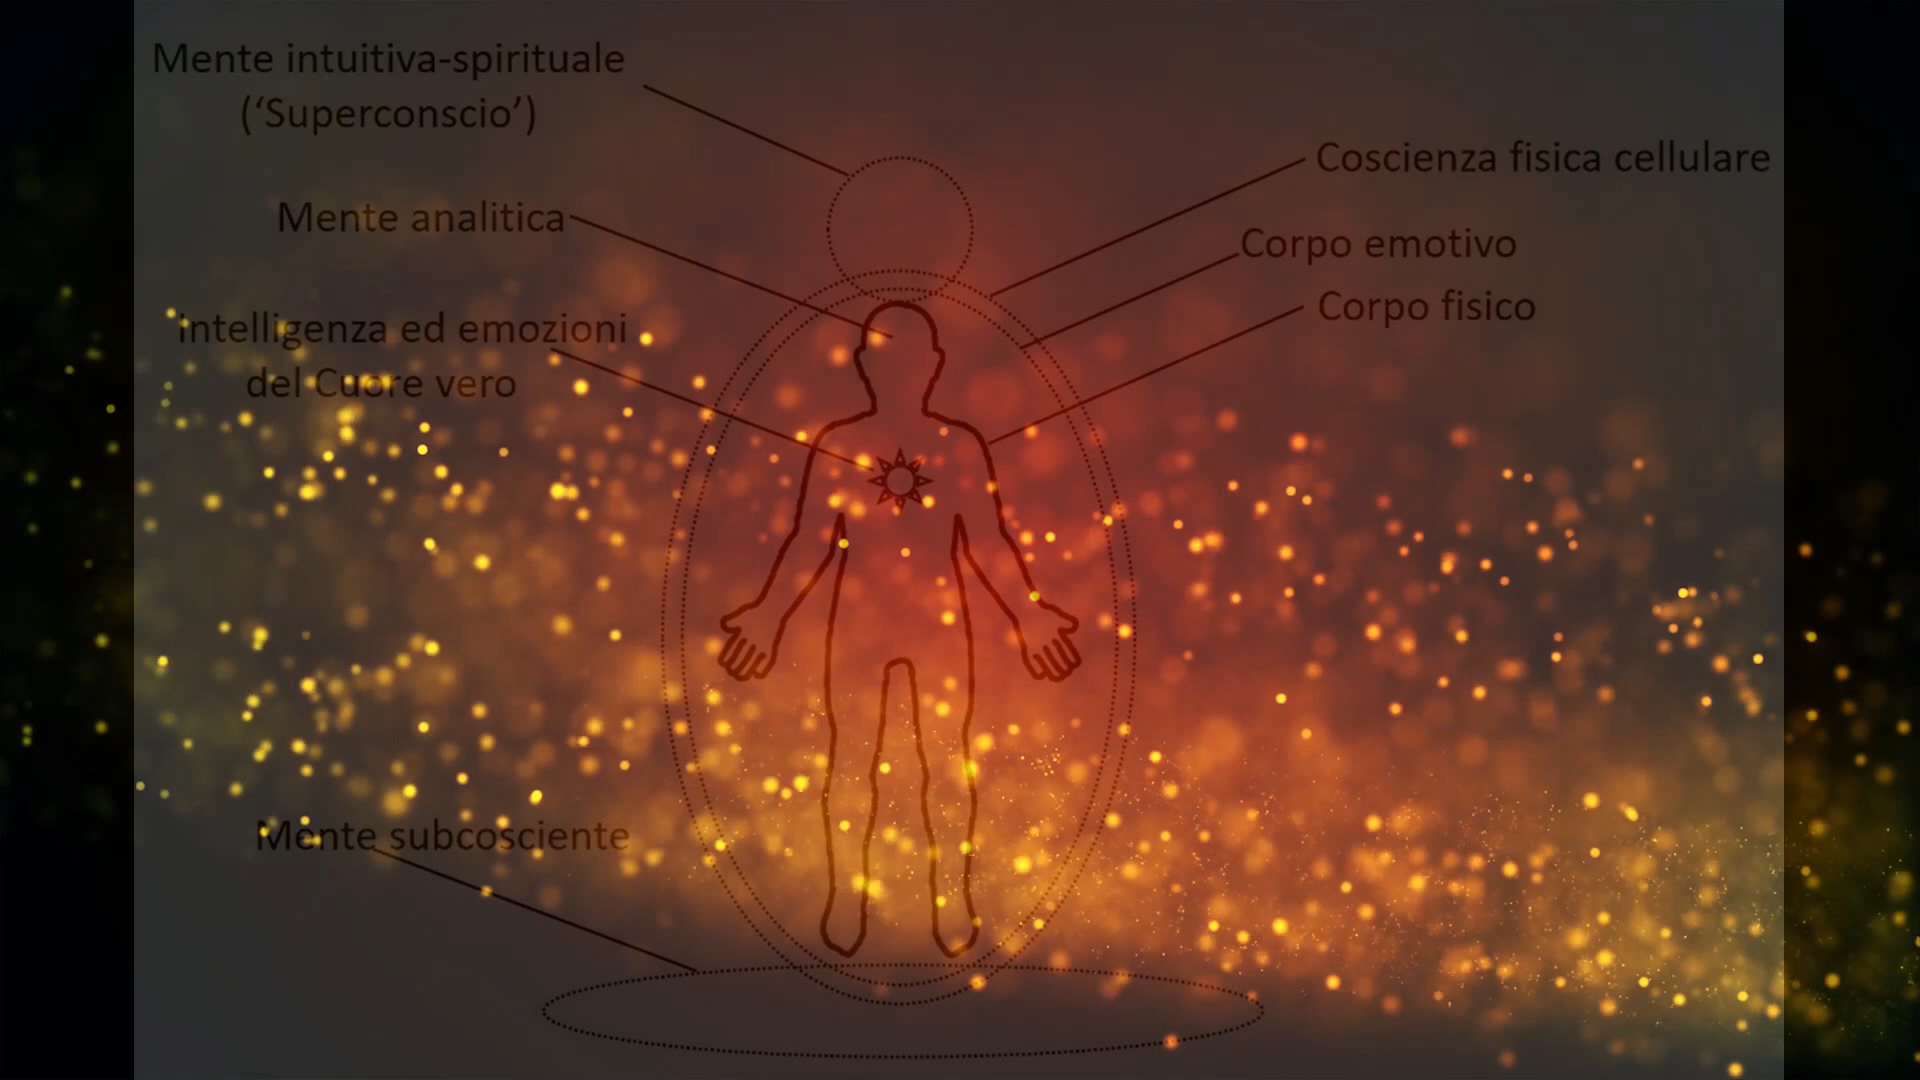 Mente intuitiva-spirituale
(‘Superconscio’)
Coscienza fisica cellulare
Mente analitica
Corpo emotivo
Corpo fisico
Intelligenza ed emozioni
del Cuore vero
Mente subcosciente